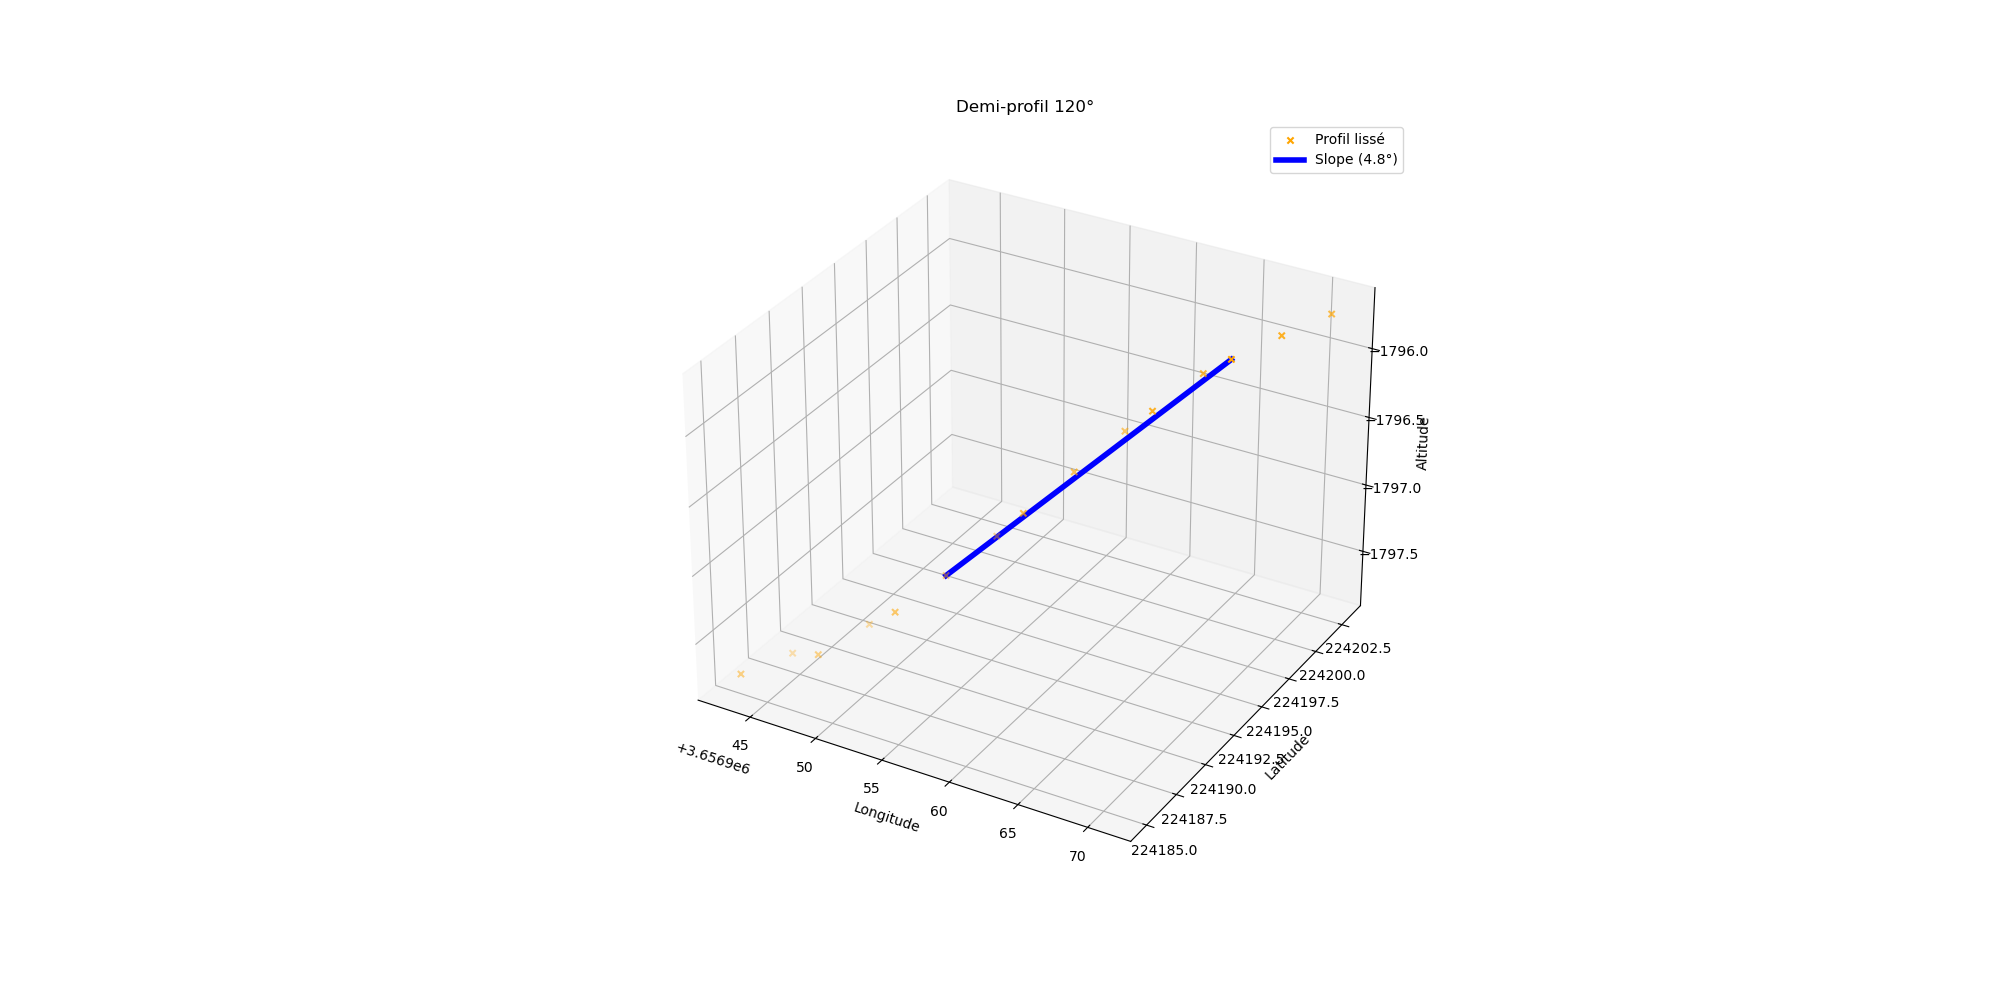 Demi-profil 120°
Profil lissé
Slope (4.8°)
−1796.0
−1796.5
−1797.0
−1797.5
Altitude
224202.5
224200.0
224197.5
224195.0
224192.5
224190.0
224187.5
224185.0
Latitude
45
50
55
60
65
70
+3.6569e6
Longitude